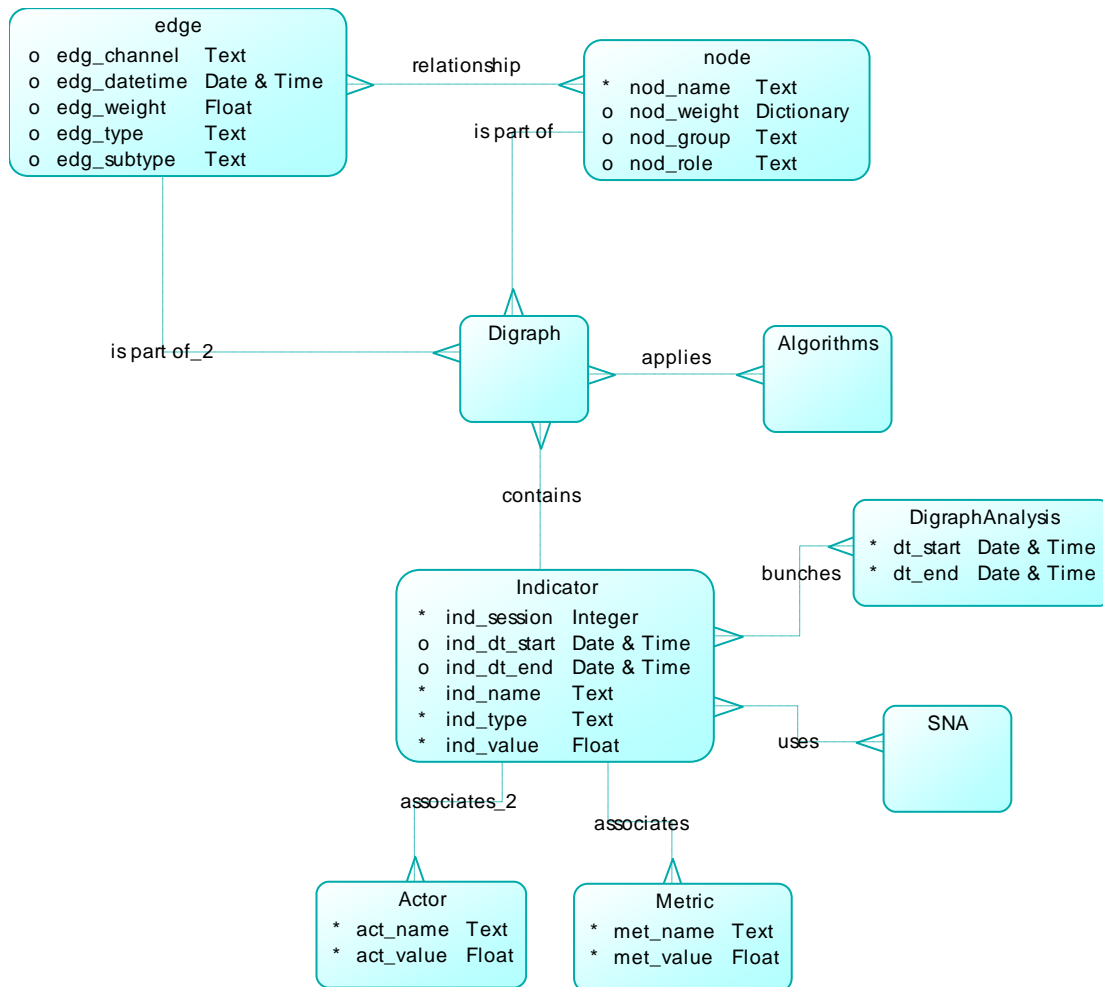 edge
o edg_channel Text
o edg_datetime Date & Time
o edg_weight Float
o edg_type Text
o edg_subtype Text
relationship
node
* nod_name Text
o nod_weight Dictionary
o nod_group Text
o nod_role Text
is part of
is part of_2
Digraph
applies
Algorithms
contains
DigraphAnalysis
* dt_start Date & Time
* dt_end Date & Time
bunches
Indicator
* ind_session Integer
o ind_dt_start Date & Time
o ind_dt_end Date & Time
* ind_name Text
* ind_type Text
* ind_value Float
uses
SNA
associates_2
associates
Actor
* act_name Text
* act_value Float
Metric
* met_name Text
* met_value Float